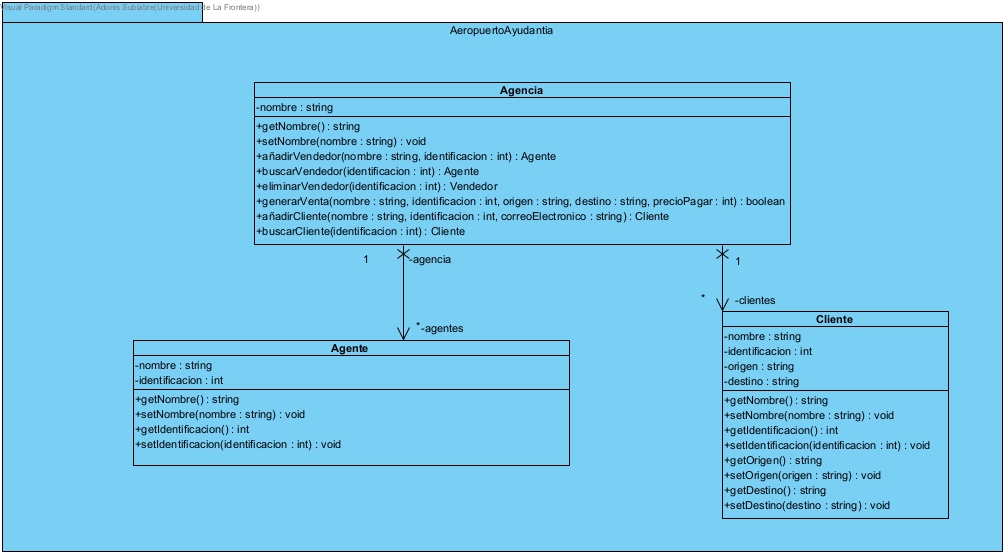 Visual Paradigm Standard(Adonis Subiabre(Universidad de La Frontera))
AeropuertoAyudantia
Agencia
-nombre : string
+getNombre() : string
+setNombre(nombre : string) : void
+añadirVendedor(nombre : string, identificacion : int) : Agente
+buscarVendedor(identificacion : int) : Agente
+eliminarVendedor(identificacion : int) : Vendedor
+generarVenta(nombre : string, identificacion : int, origen : string, destino : string, precioPagar : int) : boolean
+añadirCliente(nombre : string, identificacion : int, correoElectronico : string) : Cliente
+buscarCliente(identificacion : int) : Cliente
1
-agencia
*
-agentes
1
*
-clientes
Agente
-nombre : string
-identificacion : int
+getNombre() : string
+setNombre(nombre : string) : void
+getIdentificacion() : int
+setIdentificacion(identificacion : int) : void
Cliente
-nombre : string
-identificacion : int
-origen : string
-destino : string
+getNombre() : string
+setNombre(nombre : string) : void
+getIdentificacion() : int
+setIdentificacion(identificacion : int) : void
+getOrigen() : string
+setOrigen(origen : string) : void
+getDestino() : string
+setDestino(destino : string) : void